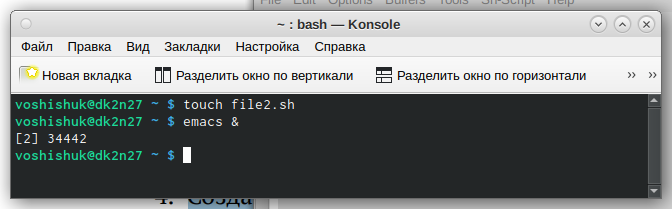 File Edit Options Buffers Tools Sh-Script Help
~ : bash — Konsole
Файл Правка Вид Закладки Настройка Справка
Новая вкладка Разделить окно по вертикали Разделить окно по горизонтали
voshishuk@dk2n27 ~ $ touch file2.sh
voshishuk@dk2n27 ~ $ emacs &
[2] 34442
voshishuk@dk2n27 ~ $
4. Созда